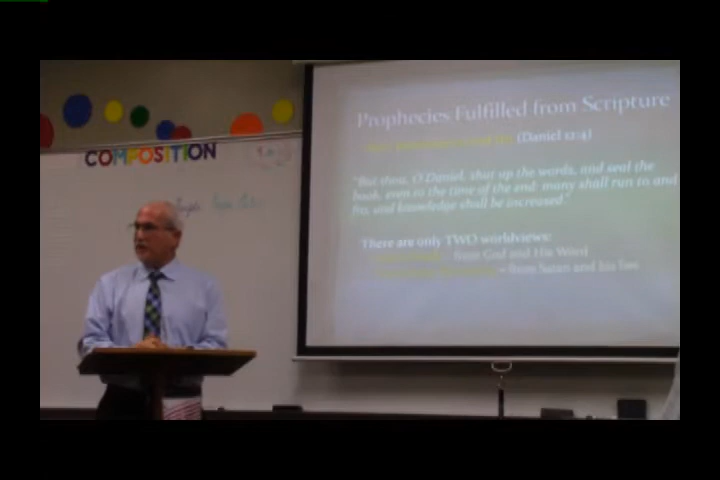 COMPOSITION
Prophecies Fulfilled from Scripture
(Daniel 12:4)
"But thou, O Daniel, shut up the words, and seal the
book, even to the time of the end: many shall run to and
fro, and knowledge shall be increased."
There are only TWO worldviews:
from God and His Word
– from Satan and his lies